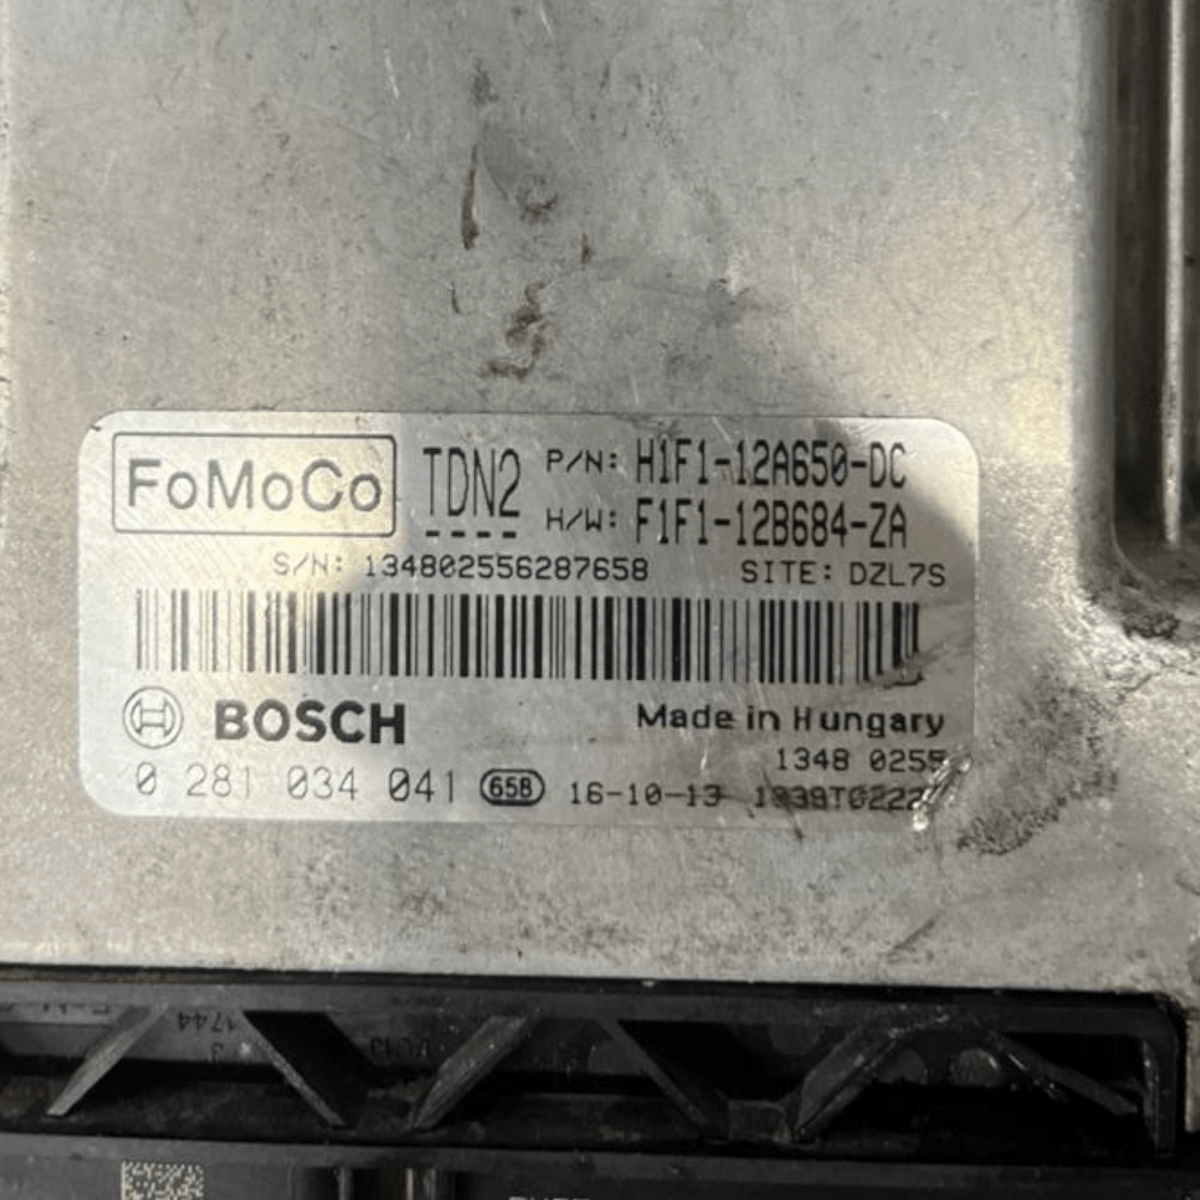 FoMoCo TDN2 P/N: H1F1-12A650-DC
H/W: F1F1-12B684-ZA
S/N: 134802556287658 SITE: DZL7S
BOSCH Made in Hungary
1348 0255
0 281 034 041 658 16-10-13
1744